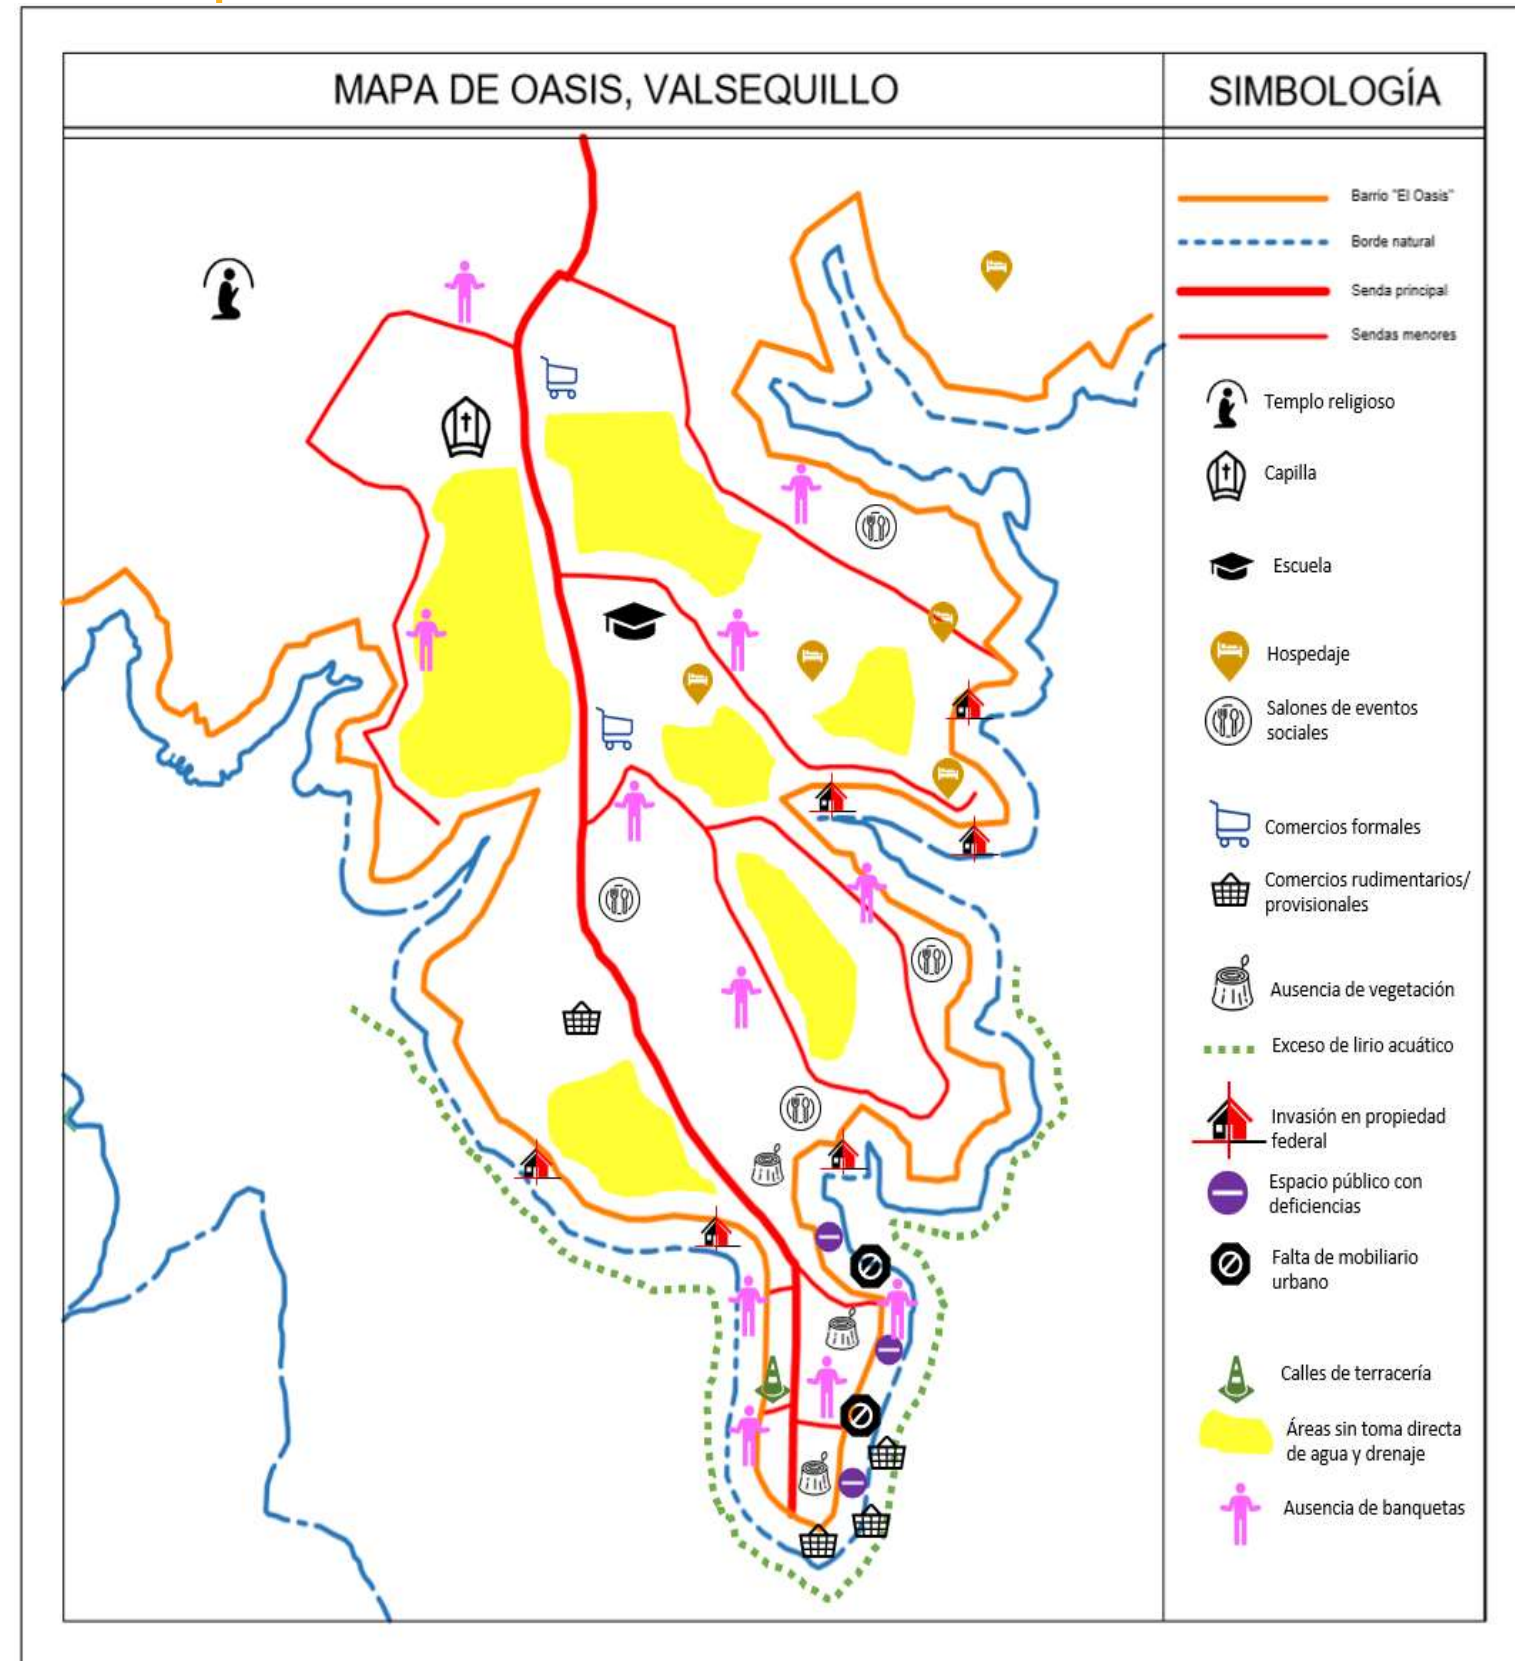 MAPA DE OASIS, VALSEQUILLO
SIMBOLOGÍA
Barrio "El Oasis"
Borde natural
Senda principal
Sendas menores
Templo religioso
Capilla
Escuela
Hospedaje
Salones de eventos
sociales
Comercios formales
Comercios rudimentarios/
provisionales
Ausencia de vegetación
Exceso de lirio acuático
Invasión en propiedad
federal
Espacio público con
deficiencias
Falta de mobiliario
urbano
Calles de terracería
Áreas sin toma directa
de agua y drenaje
Ausencia de banquetas